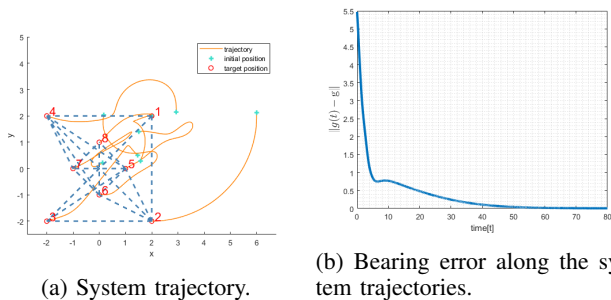 5
4
3
2
1
0
-1
-2
y
-2 -1 0 1 2 3 4 5 6
x
trajectory
initial position
target position
4
1
8
7
5
6
3
2
(a) System trajectory.
5.5
5
4.5
4
3.5
3
2.5
2
1.5
1
0.5
0
||g(t) − g||
0 10 20 30 40 50 60 70 80
time[t]
(b) Bearing error along the sy
tem trajectories.